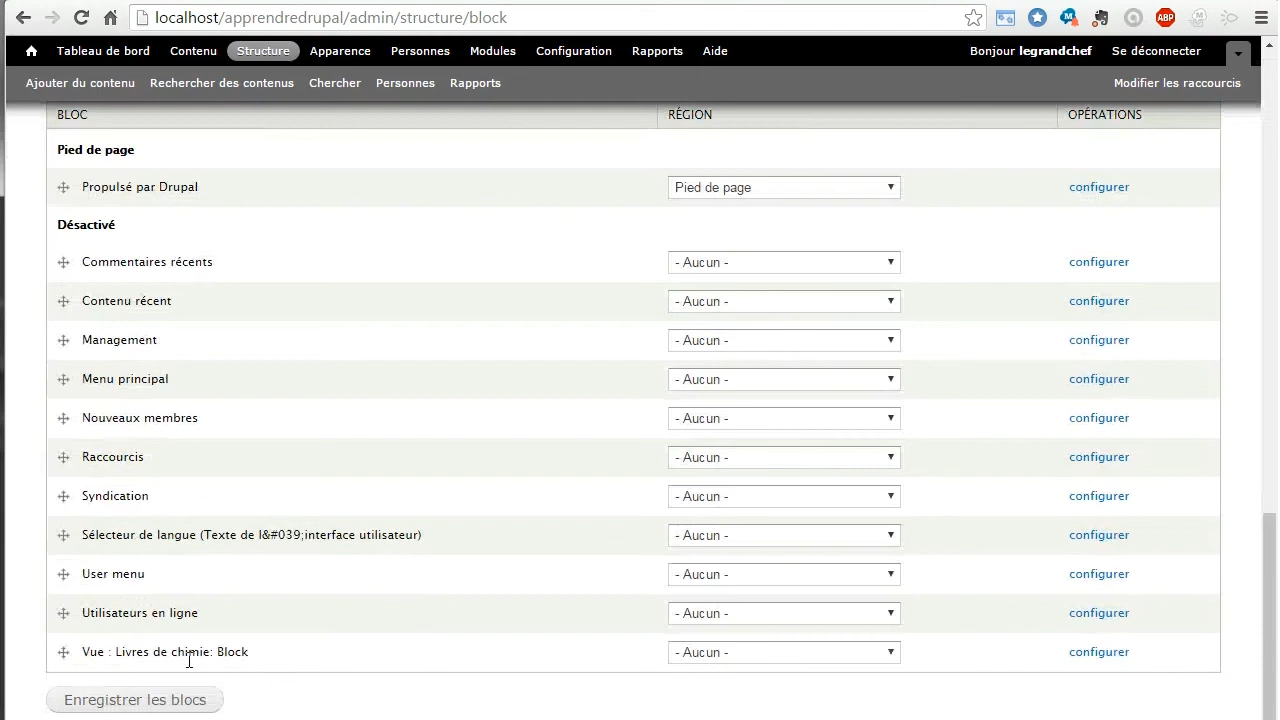 localhost/apprendredrupal/admin/structure/block
ABP
Tableau de bord Contenu Structure Apparence Personnes Modules Configuration Rapports Aide Bonjour legrandchef Se déconnecter
Ajouter du contenu Rechercher des contenus Chercher Personnes Rapports Modifier les raccourcis
BLOC RÉGION OPÉRATIONS
Pied de page
Propulsé par Drupal Pied de page configurer
Désactivé
Commentaires récents - Aucun - configurer
Contenu récent - Aucun - configurer
Management - Aucun - configurer
Menu principal - Aucun - configurer
Nouveaux membres - Aucun - configurer
Raccourcis - Aucun - configurer
Syndication - Aucun - configurer
Sélecteur de langue (Texte de l&#039;interface utilisateur) - Aucun - configurer
User menu - Aucun - configurer
Utilisateurs en ligne - Aucun - configurer
Vue : Livres de chimie: Block - Aucun - configurer
Enregistrer les blocs